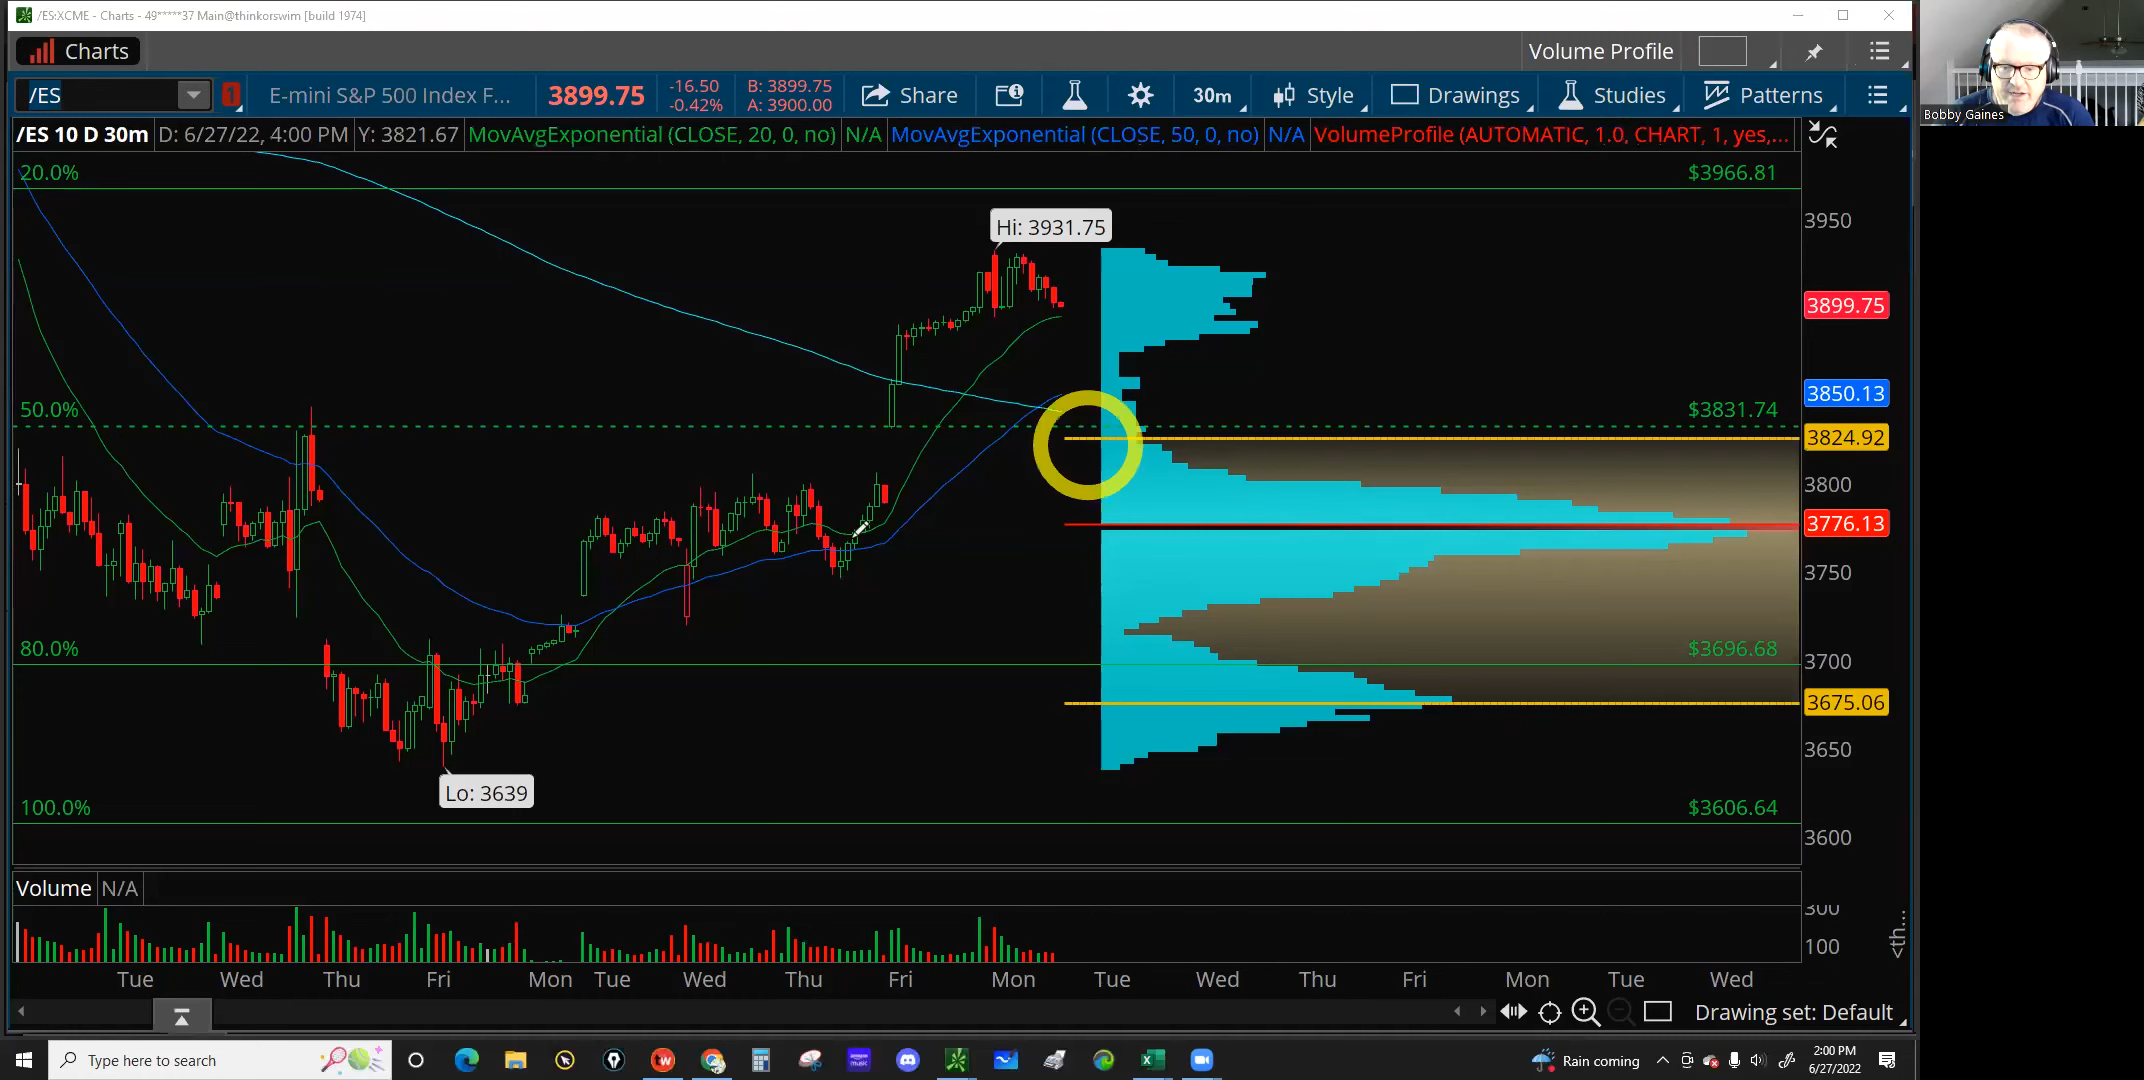 /ES:XCME - Charts - 49*****37 Main@thinkorswim [build 1974]
Charts
Volume Profile
/ES
1
E-mini S&P 500 Index F...
3899.75
-16.50
-0.42%
B: 3899.75
A: 3900.00
Share
30m
Style
Drawings
Studies
Patterns
Bobby Gaines
/ES 10 D 30m
D: 6/27/22, 4:00 PM
Y: 3821.67
MovAvgExponential (CLOSE, 20, 0, no)
N/A
MovAvgExponential (CLOSE, 50, 0, no)
N/A
VolumeProfile (AUTOMATIC, 1.0, CHART, 1, yes,...
20.0%
$3966.81
3950
Hi: 3931.75
3899.75
3850.13
50.0%
$3831.74
3824.92
3800
3776.13
3750
80.0%
$3696.68
3700
3675.06
3650
Lo: 3639
100.0%
$3606.64
3600
Volume
N/A
300
100
<th...
Tue Wed Thu Fri Mon Tue Wed Thu Fri Mon Tue Wed Thu Fri Mon Tue Wed
Drawing set: Default
Type here to search
Rain coming
2:00 PM
6/27/2022